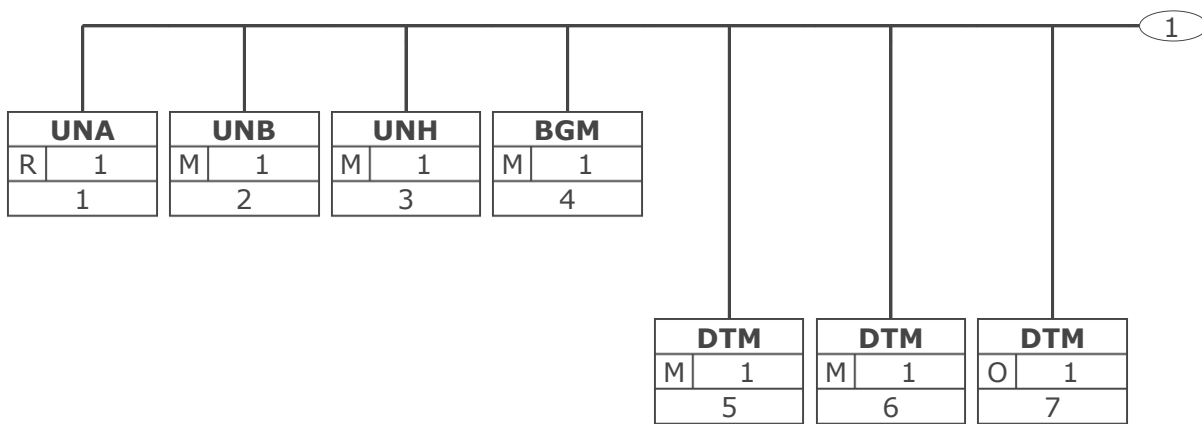 1
UNA UNB UNH BGM
R 1 M 1 M 1 M 1
1 2 3 4
DTM DTM DTM
M 1 M 1 O 1
5 6 7